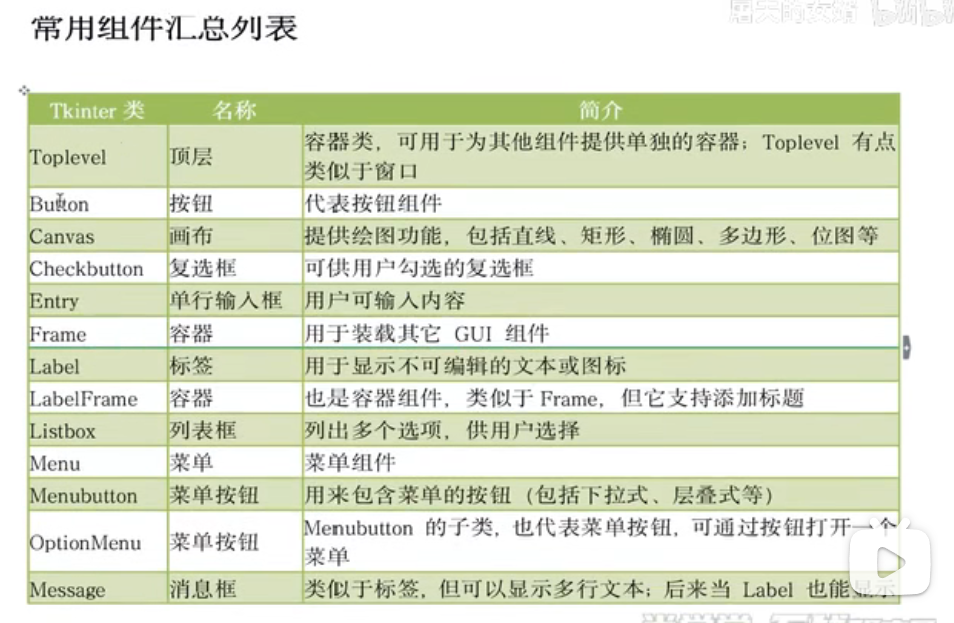 常用组件汇总列表
Tkinter 类 名称 简介
Toplevel 顶层 容器类，可用于为其他组件提供单独的容器；Toplevel 有点
类似于窗口
Button 按钮 代表按钮组件
Canvas 画布 提供绘图功能，包括直线、矩形、椭圆、多边形、位图等
Checkbutton 复选框 可供用户勾选的复选框
Entry 单行输入框 用户可输入内容
Frame 容器 用于装载其它 GUI 组件
Label 标签 用于显示不可编辑的文本或图标
LabelFrame 容器 也是容器组件，类似于 Frame，但它支持添加标题
Listbox 列表框 列出多个选项，供用户选择
Menu 菜单 菜单组件
Menubutton 菜单按钮 用来包含菜单的按钮（包括下拉式、层叠式等）
OptionMenu 菜单按钮 Menubutton 的子类，也代表菜单按钮，可通过按钮打开一个
菜单
Message 消息框 类似于标签，但可以显示多行文本；后来当 Label 也能显示